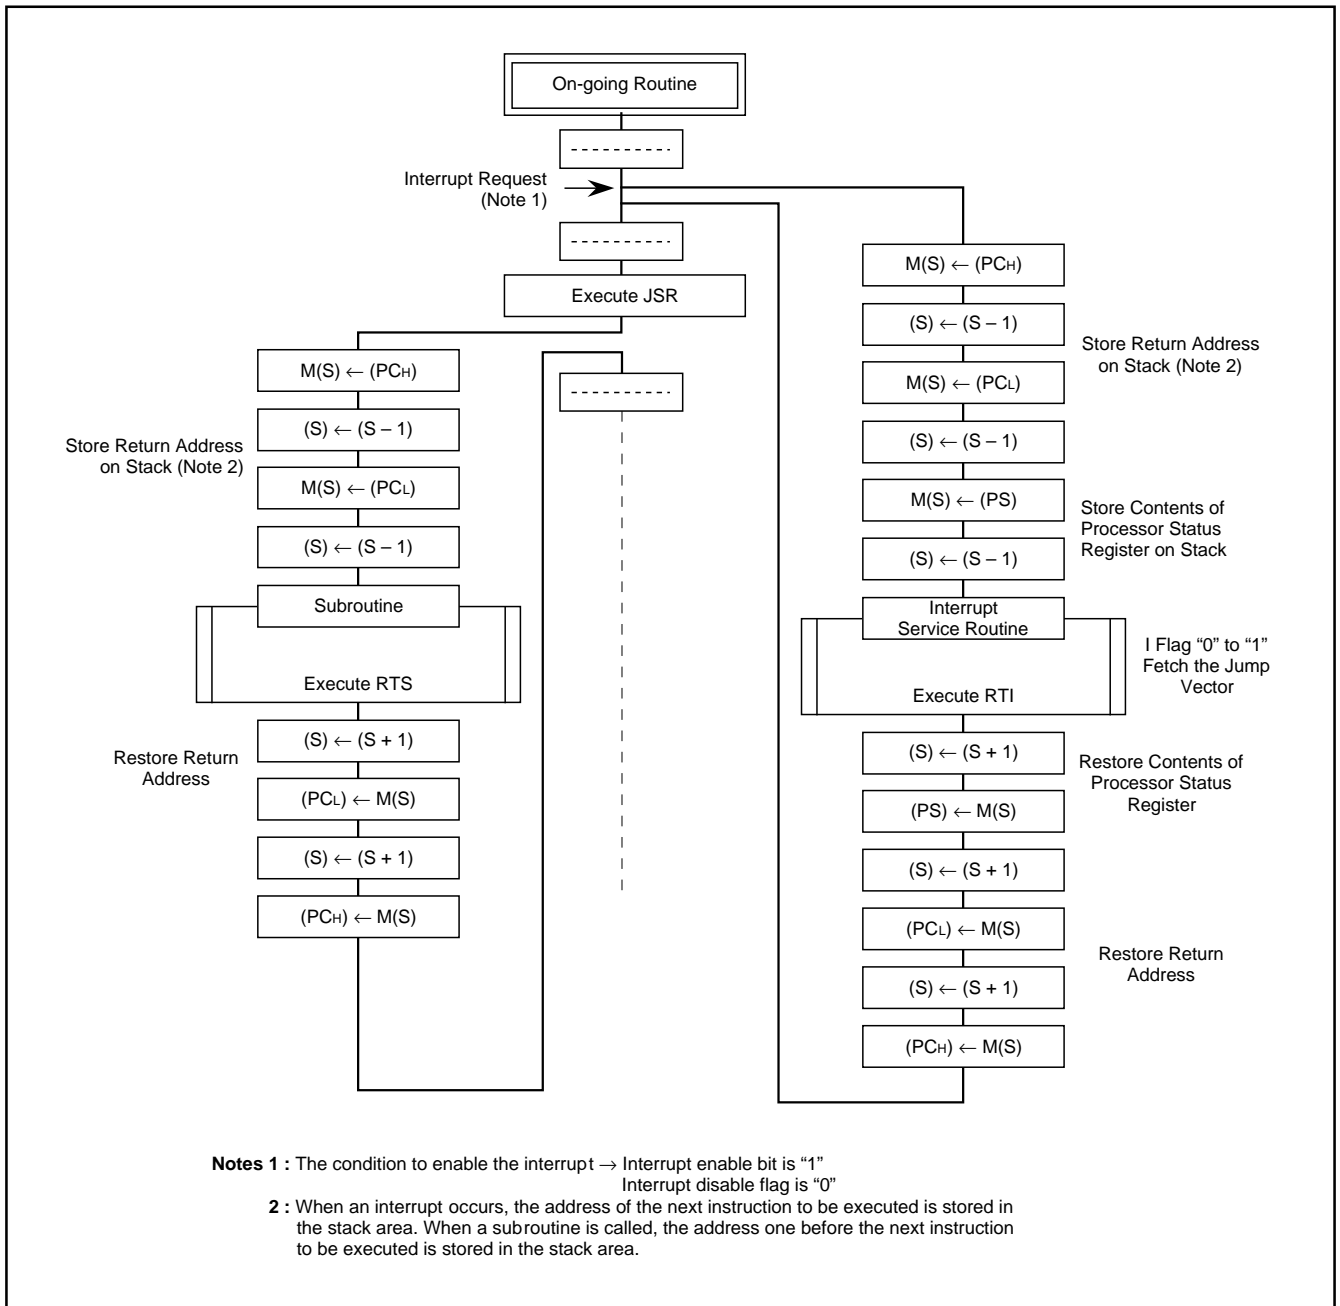 On-going Routine
Interrupt Request
(Note 1)
Execute JSR
M(S) ← (PCH)
(S) ← (S – 1)
M(S) ← (PCL)
(S) ← (S – 1)
Store Return Address
on Stack (Note 2)
Subroutine
Execute RTS
(S) ← (S + 1)
(PCL) ← M(S)
(S) ← (S + 1)
(PCH) ← M(S)
Restore Return
Address
M(S) ← (PCH)
(S) ← (S – 1)
M(S) ← (PCL)
(S) ← (S – 1)
Store Return Address
on Stack (Note 2)
M(S) ← (PS)
(S) ← (S – 1)
Store Contents of
Processor Status
Register on Stack
Interrupt
Service Routine
Execute RTI
I Flag “0” to “1”
Fetch the Jump
Vector
(S) ← (S + 1)
(PS) ← M(S)
Restore Contents of
Processor Status
Register
(S) ← (S + 1)
(PCL) ← M(S)
(S) ← (S + 1)
(PCH) ← M(S)
Restore Return
Address
Notes 1 : The condition to enable the interrupt → Interrupt enable bit is “1”
Interrupt disable flag is “0”
2 : When an interrupt occurs, the address of the next instruction to be executed is stored in
the stack area. When a subroutine is called, the address one before the next instruction
to be executed is stored in the stack area.